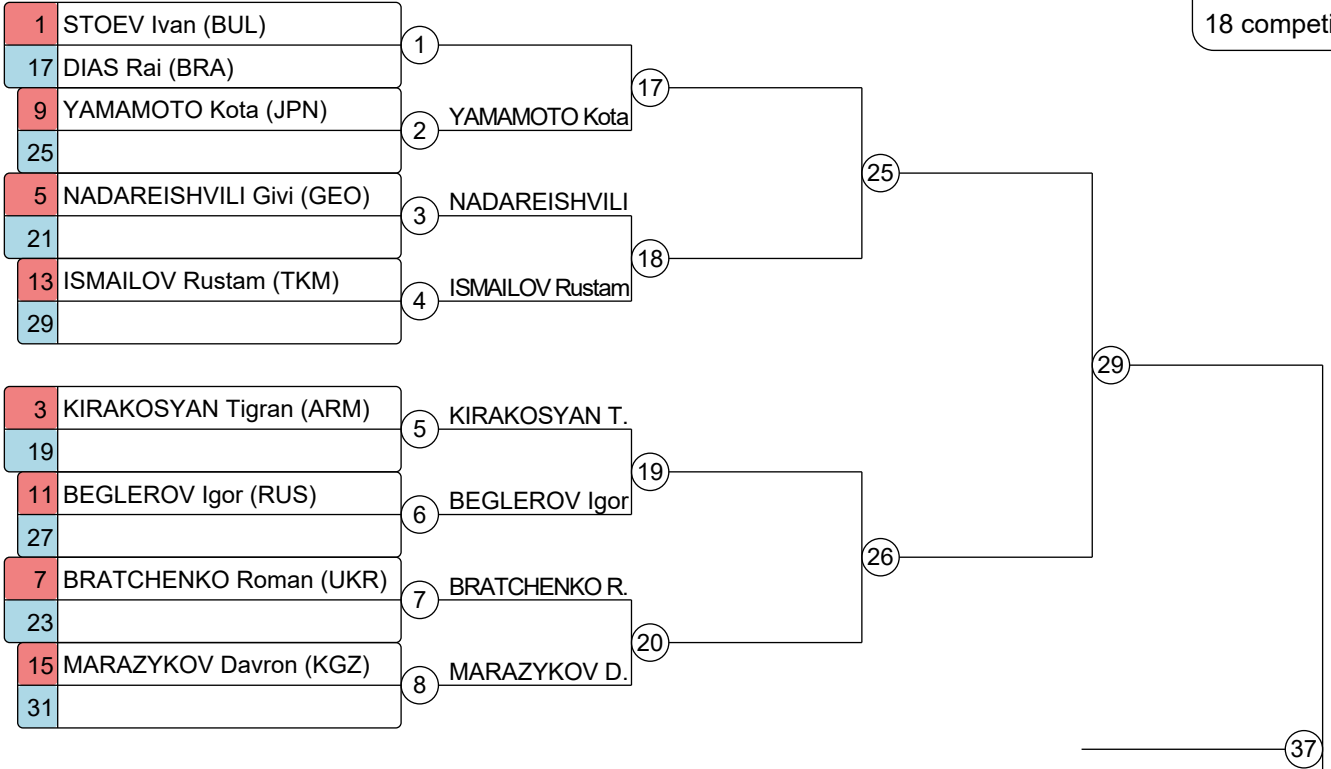 18 competi
1 STOEV Ivan (BUL)
17 DIAS Rai (BRA)
9 YAMAMOTO Kota (JPN)
25
5 NADAREISHVILI Givi (GEO)
21
13 ISMAILOV Rustam (TKM)
29
1
2 YAMAMOTO Kota
3 NADAREISHVILI
4 ISMAILOV Rustam
17
18
25
3 KIRAKOSYAN Tigran (ARM)
19
11 BEGLEROV Igor (RUS)
27
7 BRATCHENKO Roman (UKR)
23
15 MARAZYKOV Davron (KGZ)
31
5 KIRAKOSYAN T.
6 BEGLEROV Igor
7 BRATCHENKO R.
8 MARAZYKOV D.
19
20
26
29
37